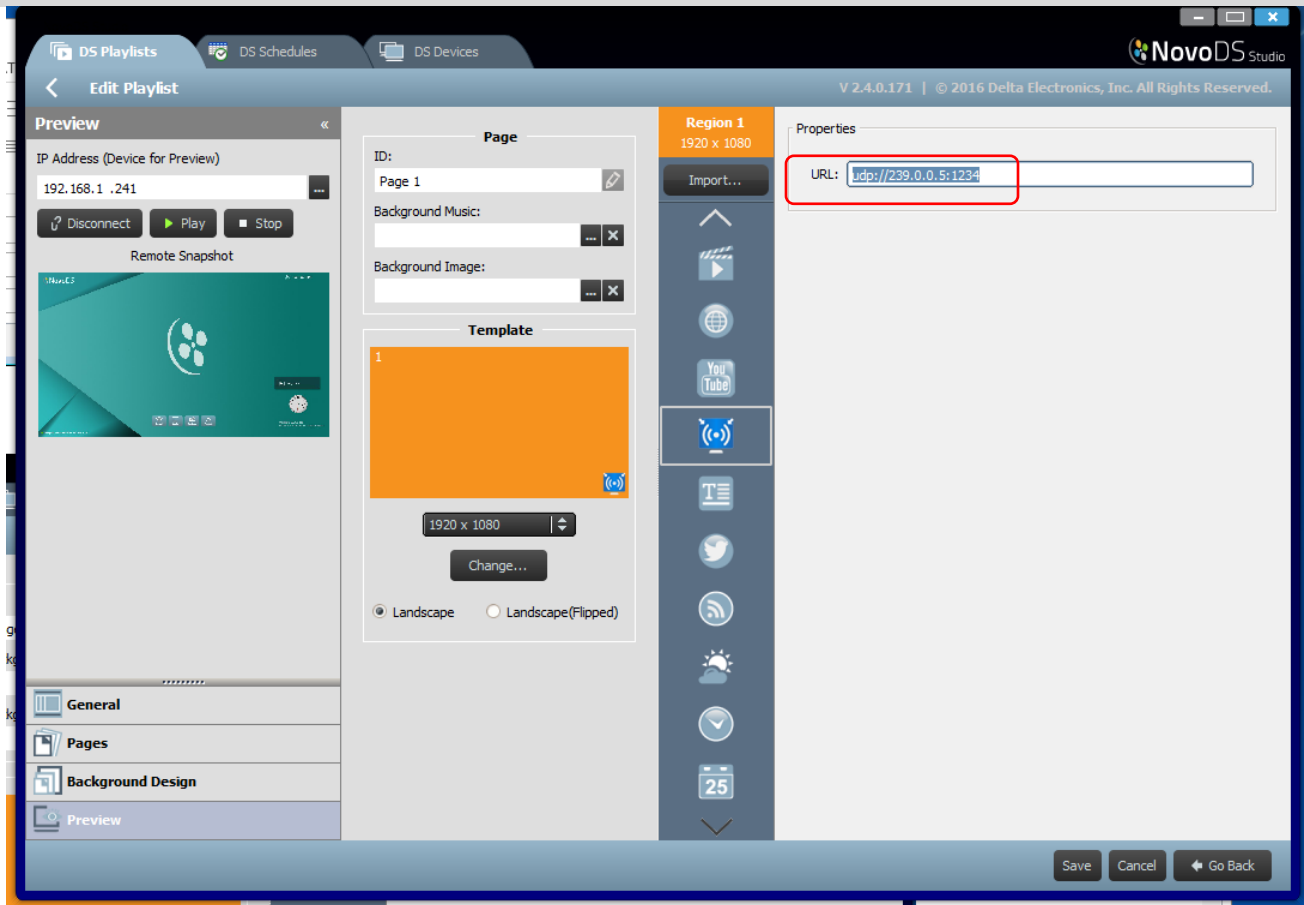 DS Playlists
DS Schedules
DS Devices
NovoDS Studio
Edit Playlist
V 2.4.0.171 | © 2016 Delta Electronics, Inc. All Rights Reserved.
Preview «
IP Address (Device for Preview)
192.168.1 .241
...
Disconnect
Play
Stop
Remote Snapshot
NovoDS
General
Pages
Background Design
Preview
Page
ID:
Page 1
Background Music:
...
Background Image:
...
Template
1
1920 x 1080
Change...
Landscape
Landscape(Flipped)
Region 1
1920 x 1080
Import...
You
Tube
T
25
Properties
URL: udp://239.0.0.5:1234
Save
Cancel
Go Back